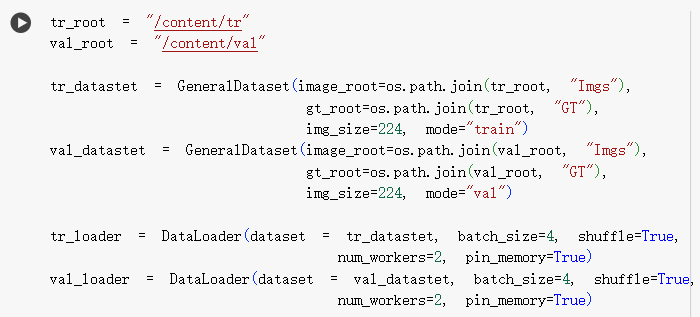 tr_root = "/content/tr"
val_root = "/content/val"
tr_datastet = GeneralDataset(image_root=os.path.join(tr_root, "Imgs"),
gt_root=os.path.join(tr_root, "GT"),
img_size=224, mode="train")
val_datastet = GeneralDataset(image_root=os.path.join(val_root, "Imgs"),
gt_root=os.path.join(val_root, "GT"),
img_size=224, mode="val")
tr_loader = DataLoader(dataset = tr_datastet, batch_size=4, shuffle=True,
num_workers=2, pin_memory=True)
val_loader = DataLoader(dataset = val_datastet, batch_size=4, shuffle=True,
num_workers=2, pin_memory=True)